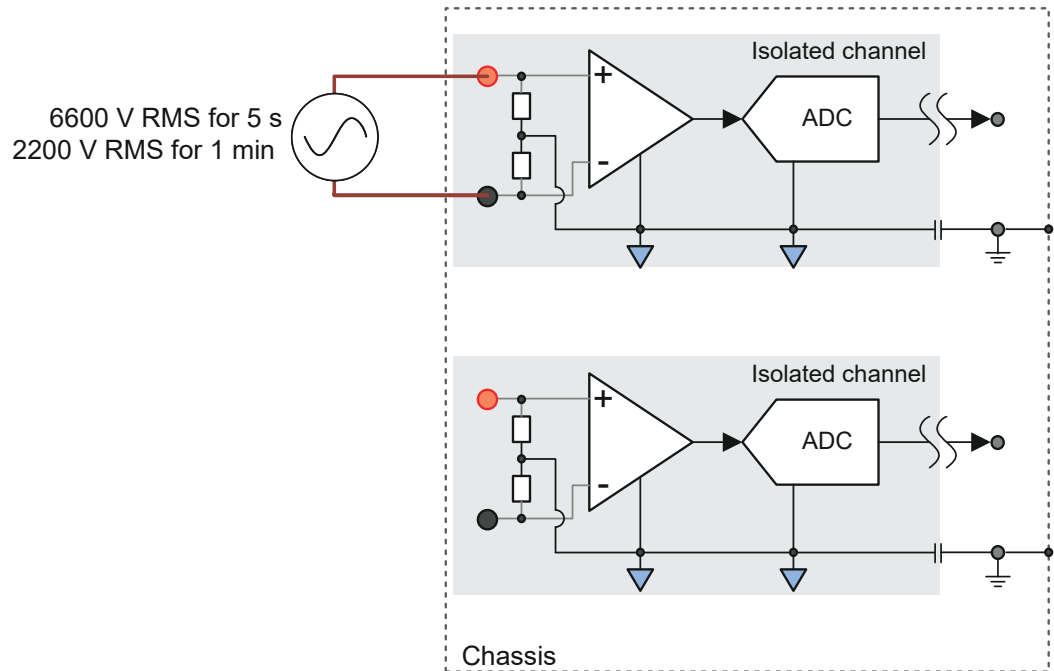 Isolated channel
6600 V RMS for 5 s
2200 V RMS for 1 min
+
-
ADC
Isolated channel
+
-
ADC
Chassis